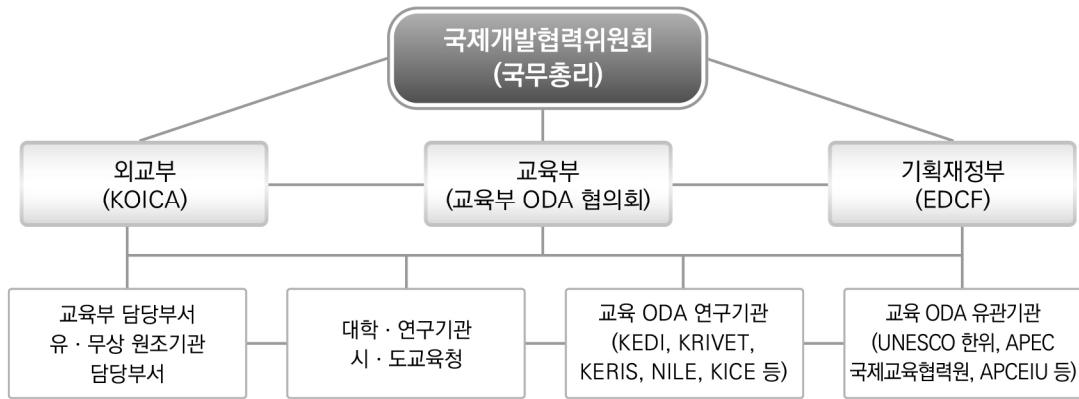 국제개발협력위원회
(국무총리)
외교부
(KOICA)
교육부
(교육부 ODA 협의회)
기획재정부
(EDCF)
교육부 담당부서
유 · 무상 원조기관
담당부서
대학 · 연구기관
시 · 도교육청
교육 ODA 연구기관
(KEDI, KRIVET,
KERIS, NILE, KICE 등)
교육 ODA 유관기관
(UNESCO 한위, APEC
국제교육협력원, APCEIU 등)